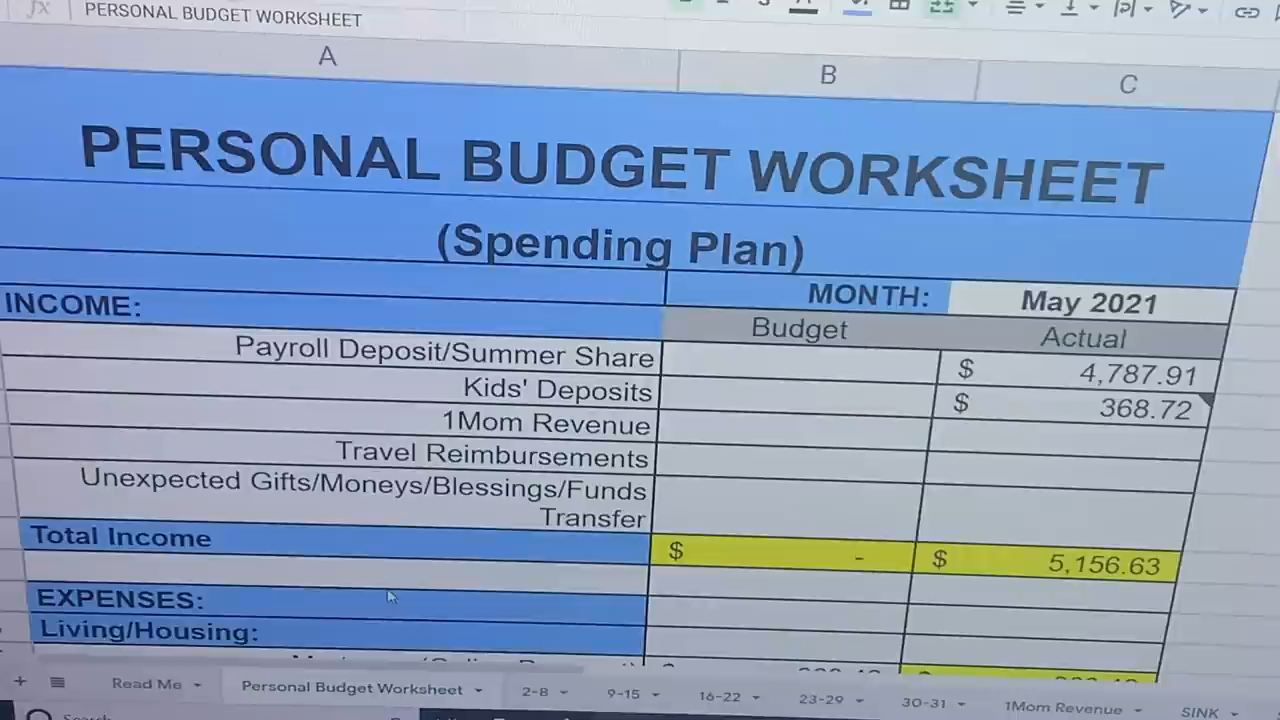 fx PERSONAL BUDGET WORKSHEET
A B C
PERSONAL BUDGET WORKSHEET
(Spending Plan)
MONTH: May 2021
INCOME: Budget Actual
Payroll Deposit/Summer Share $ 4,787.91
Kids' Deposits $ 368.72
1Mom Revenue
Travel Reimbursements
Unexpected Gifts/Moneys/Blessings/Funds
Transfer
Total Income $ - $ 5,156.63
EXPENSES:
Living/Housing:
+ Read Me Personal Budget Worksheet 2-8 9-15 16-22 23-29 30-31 1Mom Revenue SINK
Search